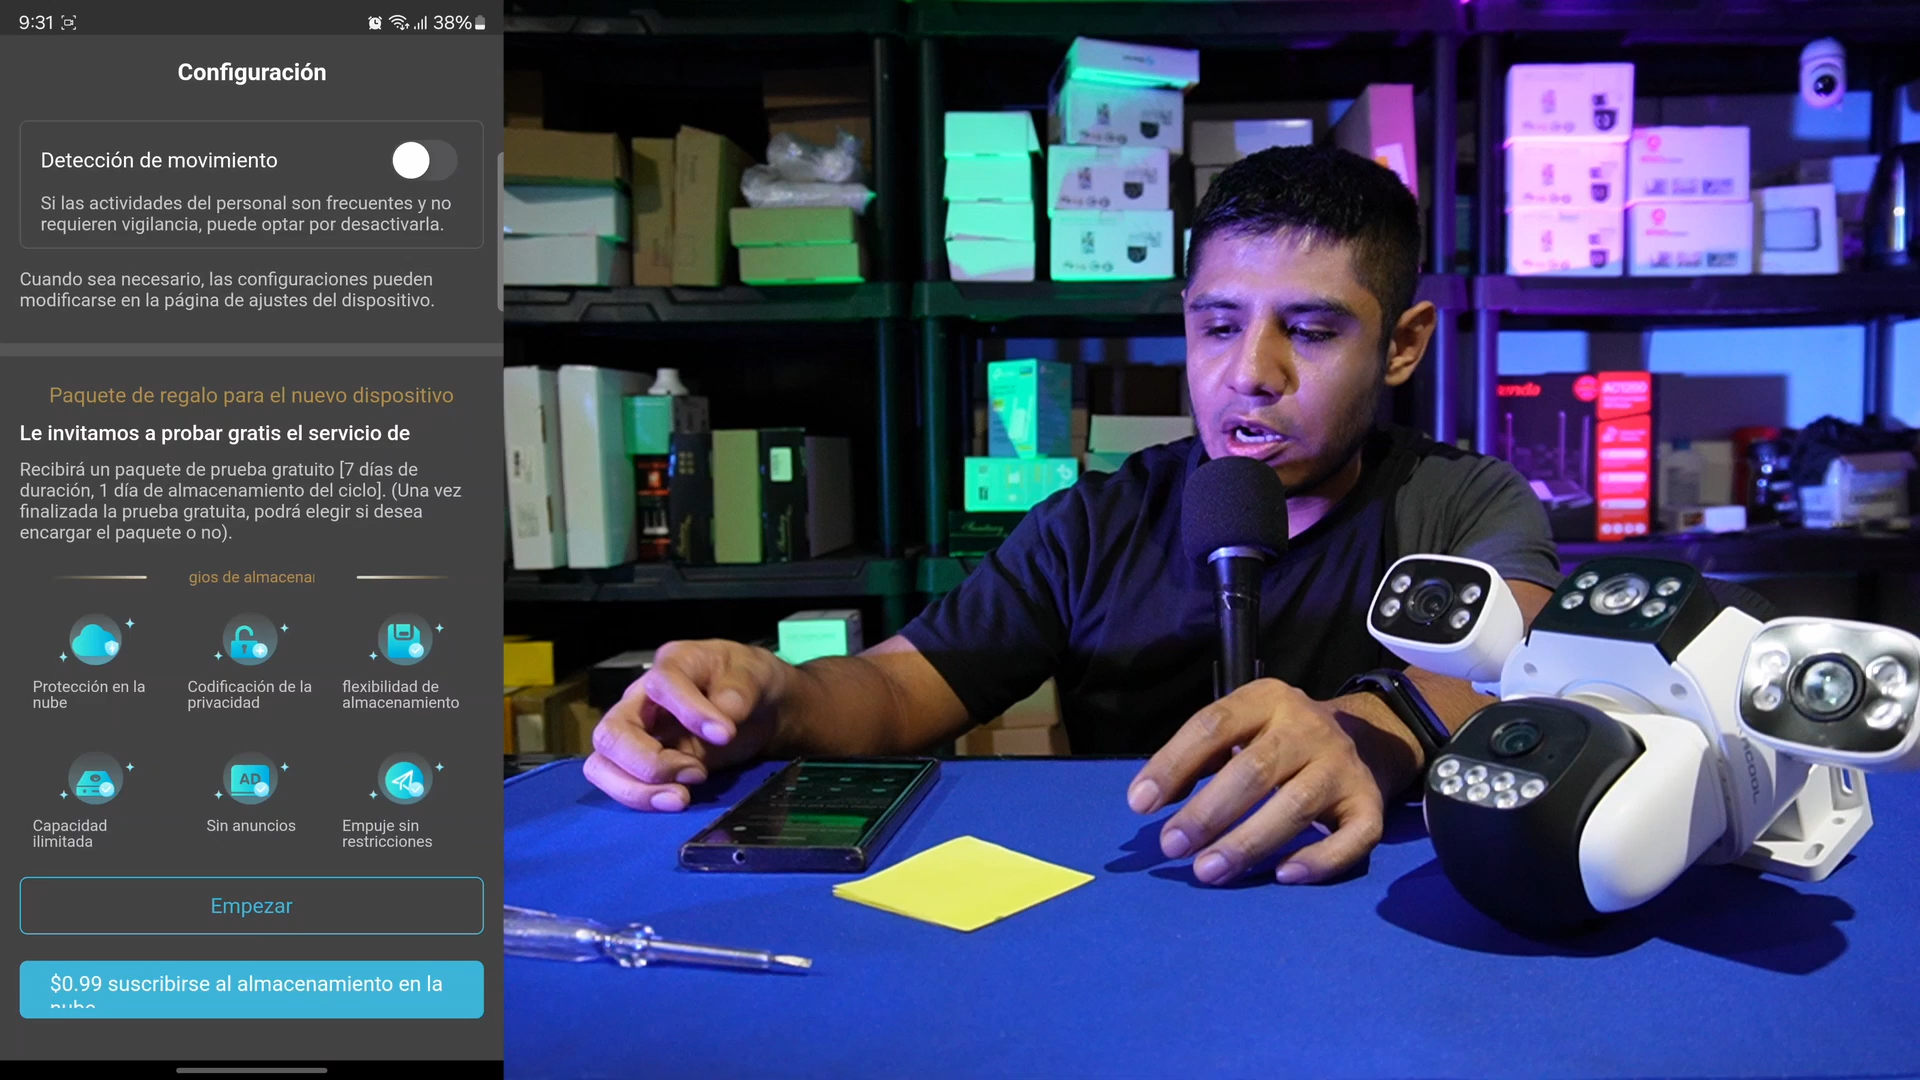 9:31
38%
Configuración
Detección de movimiento
Si las actividades del personal son frecuentes y no
requieren vigilancia, puede optar por desactivarla.
Cuando sea necesario, las configuraciones pueden
modificarse en la página de ajustes del dispositivo.
Paquete de regalo para el nuevo dispositivo
Le invitamos a probar gratis el servicio de
Recibirá un paquete de prueba gratuito [7 días de
duración, 1 día de almacenamiento del ciclo]. (Una vez
finalizada la prueba gratuita, podrá elegir si desea
encargar el paquete o no).
gios de almacena
Protección en la
nube
Codificación de la
privacidad
flexibilidad de
almacenamiento
AD
Capacidad
ilimitada
Sin anuncios
Empuje sin
restricciones
Empezar
$0.99 suscribirse al almacenamiento en la
nube